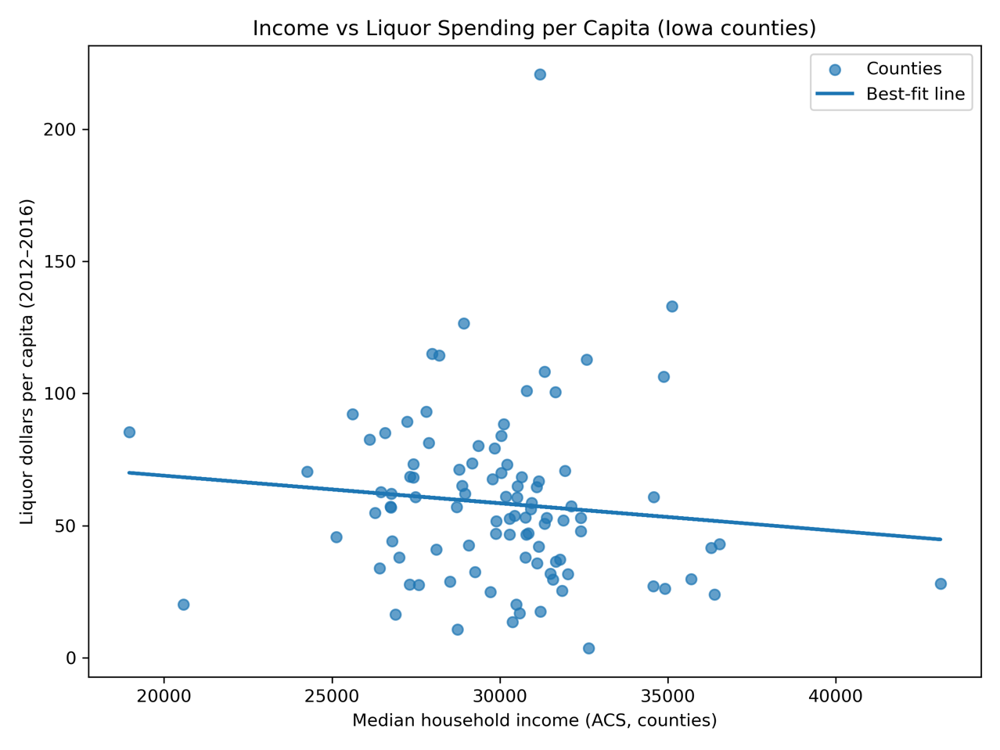 Income vs Liquor Spending per Capita (Iowa counties)
Counties
Best-fit line
Liquor dollars per capita (2012–2016)
200
150
100
50
0
20000
25000
30000
35000
40000
Median household income (ACS, counties)